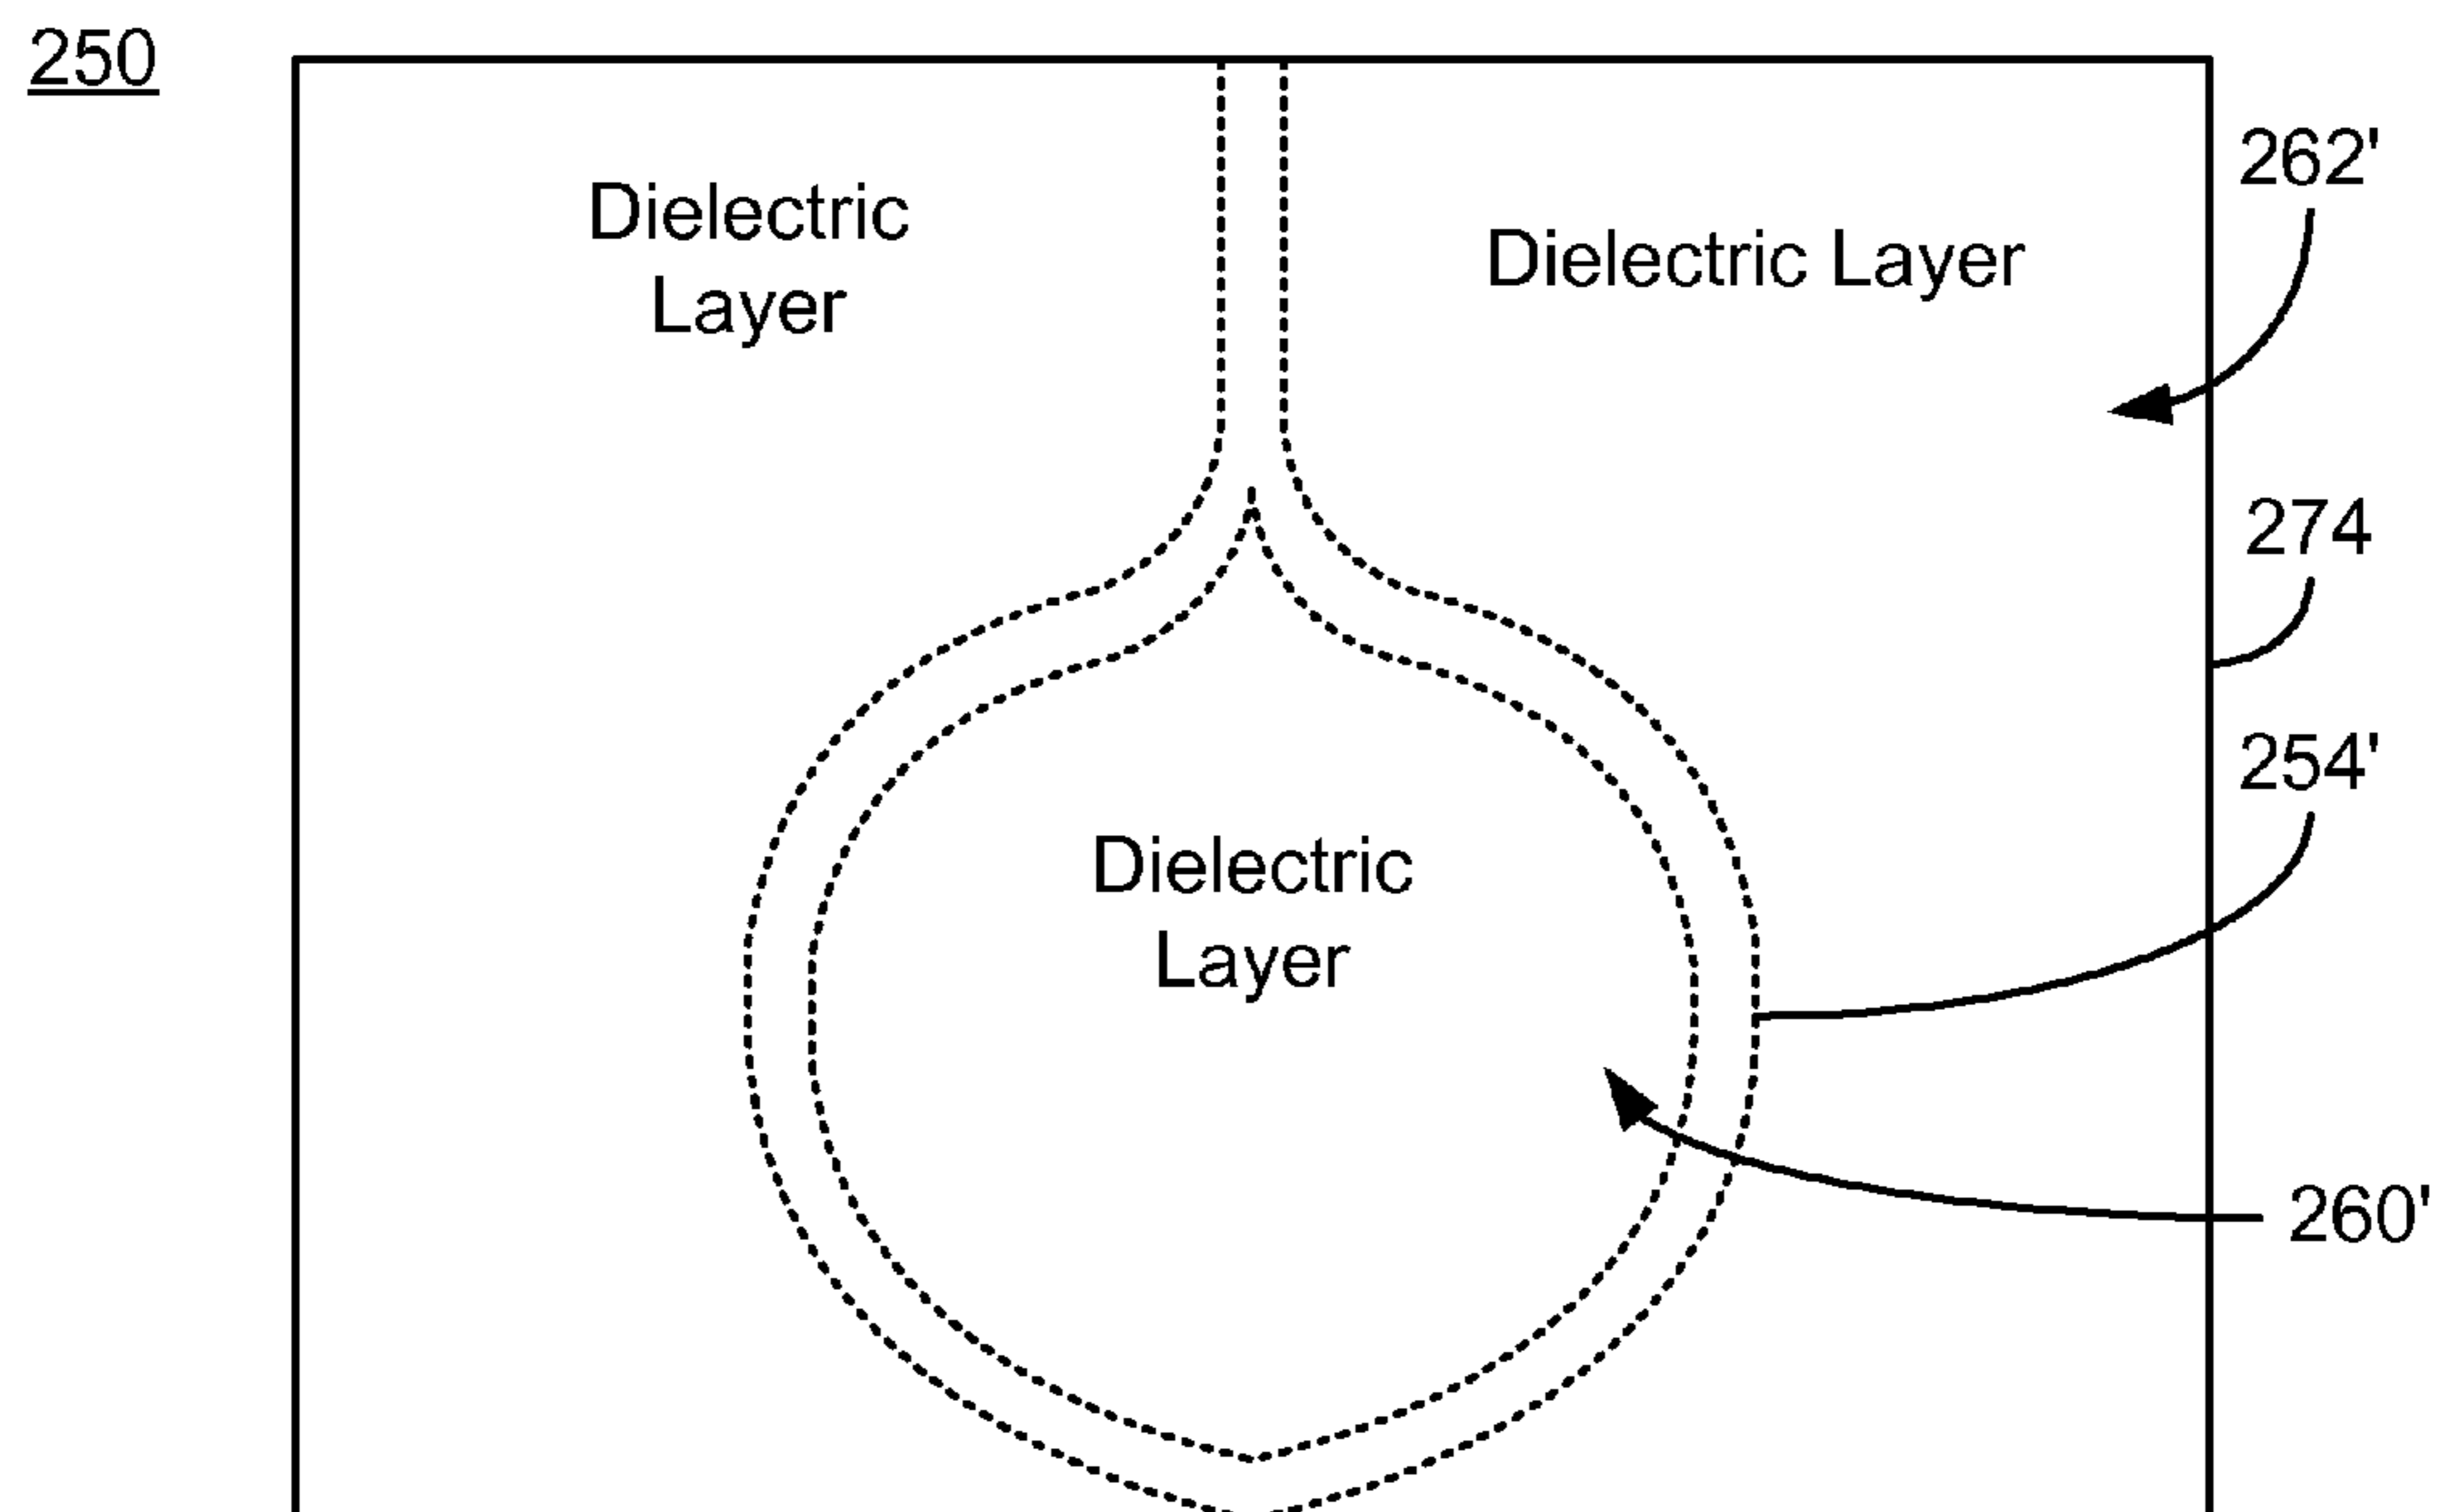 250
262'
Dielectric
Layer
Dielectric Layer
274
254'
Dielectric
Layer
260'